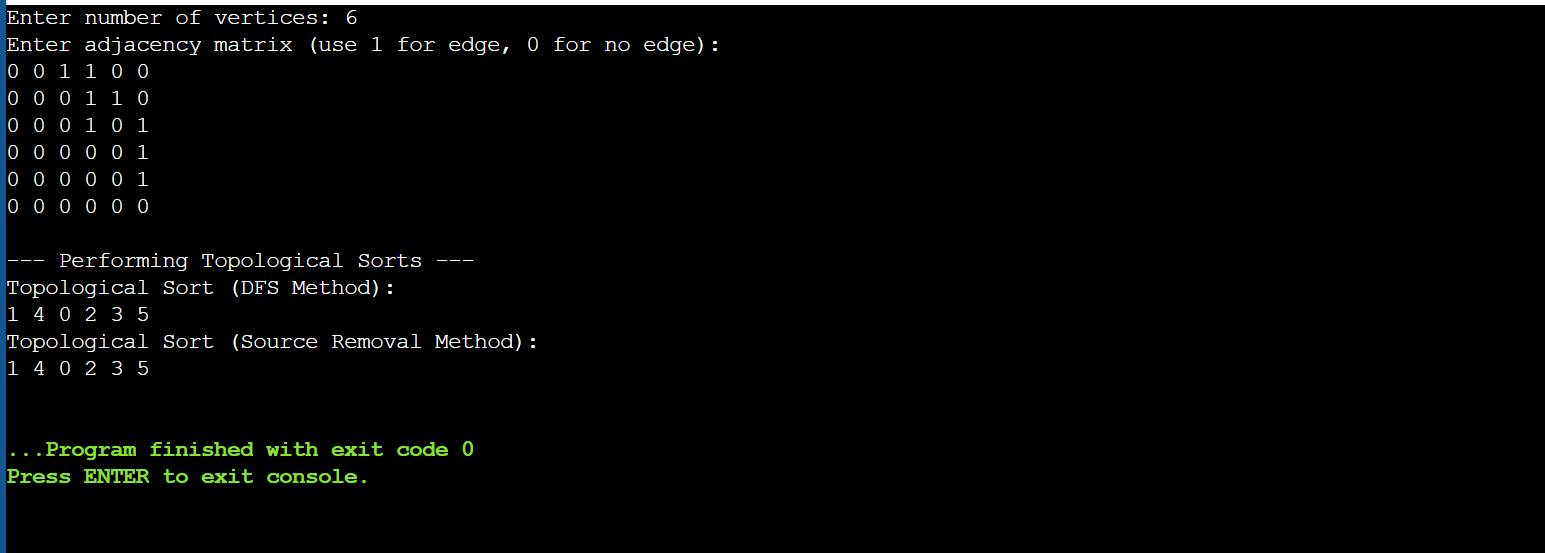 Enter number of vertices: 6
Enter adjacency matrix (use 1 for edge, 0 for no edge):
0 0 1 1 0 0
0 0 0 1 1 0
0 0 0 1 0 1
0 0 0 0 0 1
0 0 0 0 0 1
0 0 0 0 0 0
--- Performing Topological Sorts ---
Topological Sort (DFS Method):
1 4 0 2 3 5
Topological Sort (Source Removal Method):
1 4 0 2 3 5
...Program finished with exit code 0
Press ENTER to exit console.